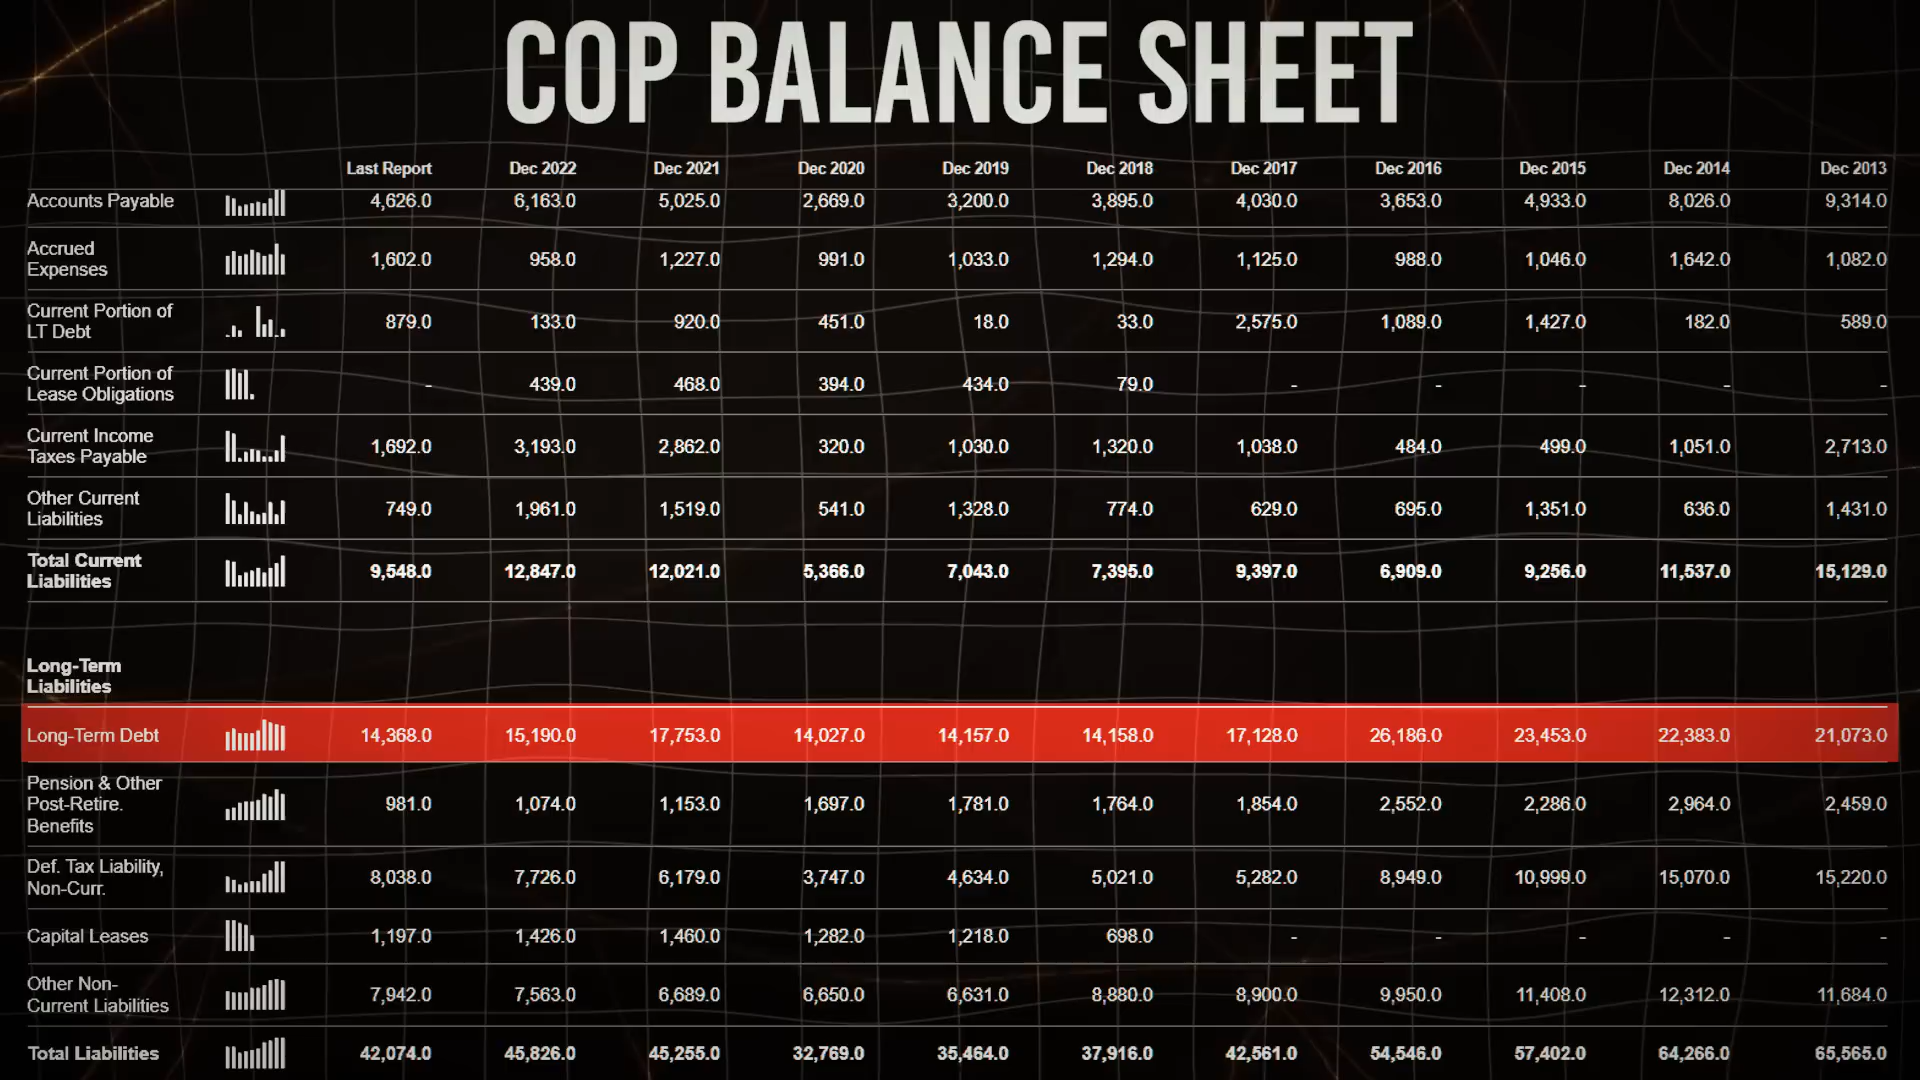 COP BALANCE SHEET
Last Report Dec 2022 Dec 2021 Dec 2020 Dec 2019 Dec 2018 Dec 2017 Dec 2016 Dec 2015 Dec 2014 Dec 2013
Accounts Payable 4,626.0 6,163.0 5,025.0 2,669.0 3,200.0 3,895.0 4,030.0 3,653.0 4,933.0 8,026.0 9,314.0
Accrued
Expenses 1,602.0 958.0 1,227.0 991.0 1,033.0 1,294.0 1,125.0 988.0 1,046.0 1,642.0 1,082.0
Current Portion of
LT Debt 879.0 133.0 920.0 451.0 18.0 33.0 2,575.0 1,089.0 1,427.0 182.0 589.0
Current Portion of
Lease Obligations - 439.0 468.0 394.0 434.0 79.0 - - - - -
Current Income
Taxes Payable 1,692.0 3,193.0 2,862.0 320.0 1,030.0 1,320.0 1,038.0 484.0 499.0 1,051.0 2,713.0
Other Current
Liabilities 749.0 1,961.0 1,519.0 541.0 1,328.0 774.0 629.0 695.0 1,351.0 636.0 1,431.0
Total Current
Liabilities 9,548.0 12,847.0 12,021.0 5,366.0 7,043.0 7,395.0 9,397.0 6,909.0 9,256.0 11,537.0 15,129.0
Long-Term
Liabilities
Long-Term Debt 14,368.0 15,190.0 17,753.0 14,027.0 14,157.0 14,158.0 17,128.0 26,186.0 23,453.0 22,383.0 21,073.0
Pension & Other
Post-Retire.
Benefits 981.0 1,074.0 1,153.0 1,697.0 1,781.0 1,764.0 1,854.0 2,552.0 2,286.0 2,964.0 2,459.0
Def. Tax Liability,
Non-Curr. 8,038.0 7,726.0 6,179.0 3,747.0 4,634.0 5,021.0 5,282.0 8,949.0 10,999.0 15,070.0 15,220.0
Capital Leases 1,197.0 1,426.0 1,460.0 1,282.0 1,218.0 698.0 - - - - -
Other Non-
Current Liabilities 7,942.0 7,563.0 6,689.0 6,650.0 6,631.0 8,880.0 8,900.0 9,950.0 11,408.0 12,312.0 11,684.0
Total Liabilities 42,074.0 45,826.0 45,255.0 32,769.0 35,464.0 37,916.0 42,561.0 54,546.0 57,402.0 64,266.0 65,565.0